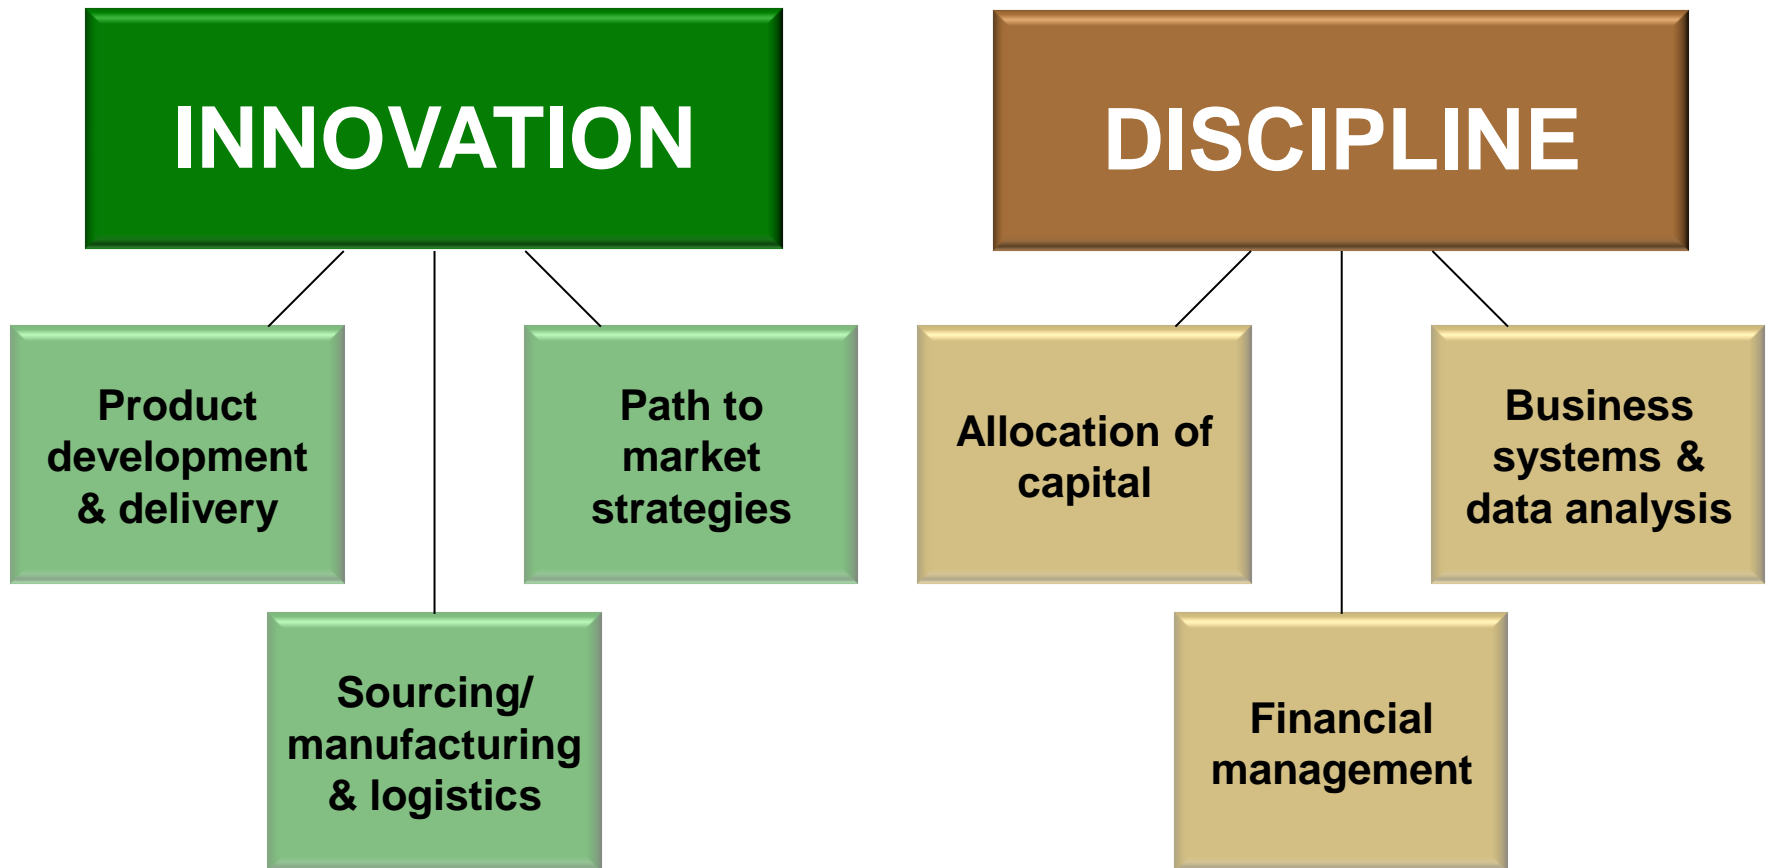 INNOVATION
Product
development
& delivery
Path to
market
strategies
Sourcing/
manufacturing
& logistics
DISCIPLINE
Allocation of
capital
Business
systems &
data analysis
Financial
management